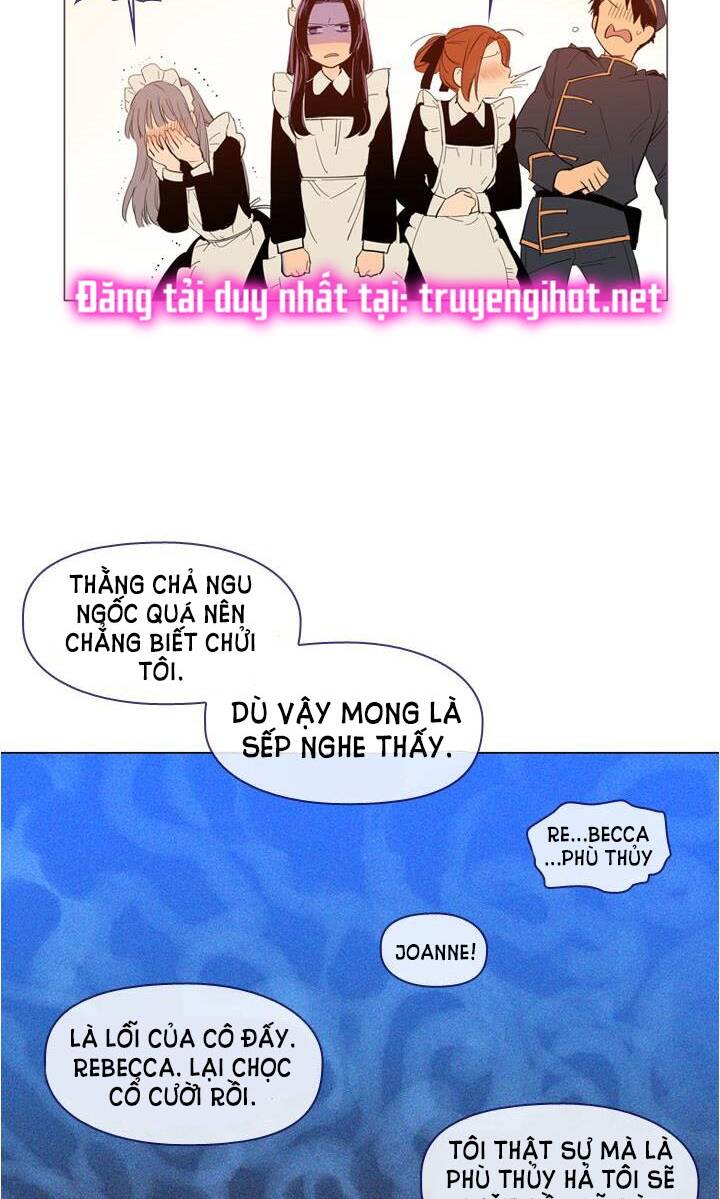 Đăng tải duy nhất tại: truyengihot.net
THẰNG CHẢ NGU
NGỐC QUÁ NÊN
CHẲNG BIẾT CHỬI
TÔI.
DÙ VẬY MONG LÀ
SẾP NGHE THẤY.
RE...BECCA
...PHÙ THỦY
JOANNE!
LÀ LỖI CỦA CÔ ĐẤY.
REBECCA. LẠI CHỌC
CỔ CƯỜI RỒI.
TÔI THẬT SỰ MÀ LÀ
PHÙ THỦY HẢ TÔI SẼ